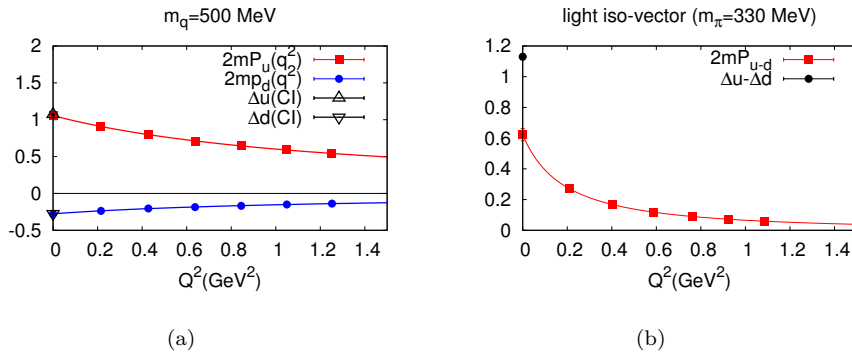 m_q=500 MeV
2mP_u(q^2)
2mp_d(q^2)
Δu(CI)
Δd(CI)
2
1.5
1
0.5
0
-0.5
0 0.2 0.4 0.6 0.8 1 1.2 1.4
Q^2(GeV^2)
(a)
light iso-vector (m_π=330 MeV)
2mP_{u-d}
Δu-Δd
1.2
1
0.8
0.6
0.4
0.2
0
0 0.2 0.4 0.6 0.8 1 1.2 1.4
Q^2(GeV^2)
(b)